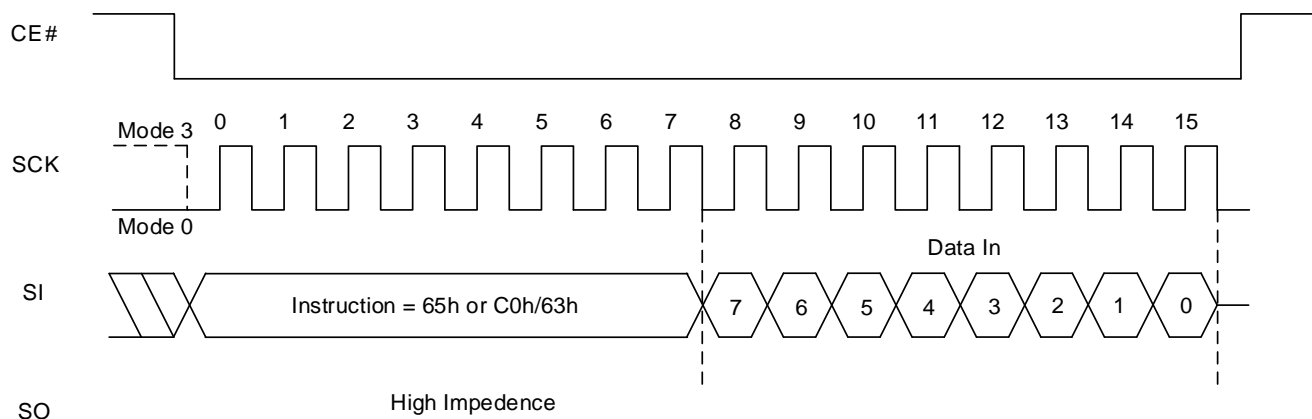 CE#
Mode 3
0 1 2 3 4 5 6 7 8 9 10 11 12 13 14 15
SCK
Mode 0
Data In
SI
Instruction = 65h or C0h/63h
7 6 5 4 3 2 1 0
High Impedence
SO